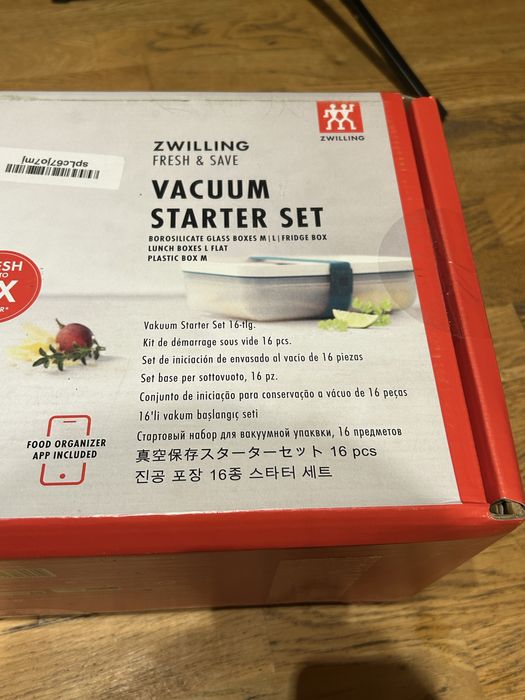 ZWILLING
ZWILLING
FRESH & SAVE
VACUUM
STARTER SET
BOROSILICATE GLASS BOXES M | L | FRIDGE BOX
LUNCH BOXES L FLAT
PLASTIC BOX M
spLc67Jo7mj
Vakuum Starter Set 16-tlg.
Kit de démarrage sous vide 16 pcs.
Set de iniciación de envasado al vacío de 16 piezas
Set base per sottovuoto, 16 pz.
Conjunto de iniciação para conservação a vácuo de 16 peças
16'li vakum başlangıç seti
Стартовый набор для вакуумной упаквки, 16 предметов
真空保存スターターセット 16 pcs
진공 포장 16종 스타터 세트
FOOD ORGANIZER
APP INCLUDED